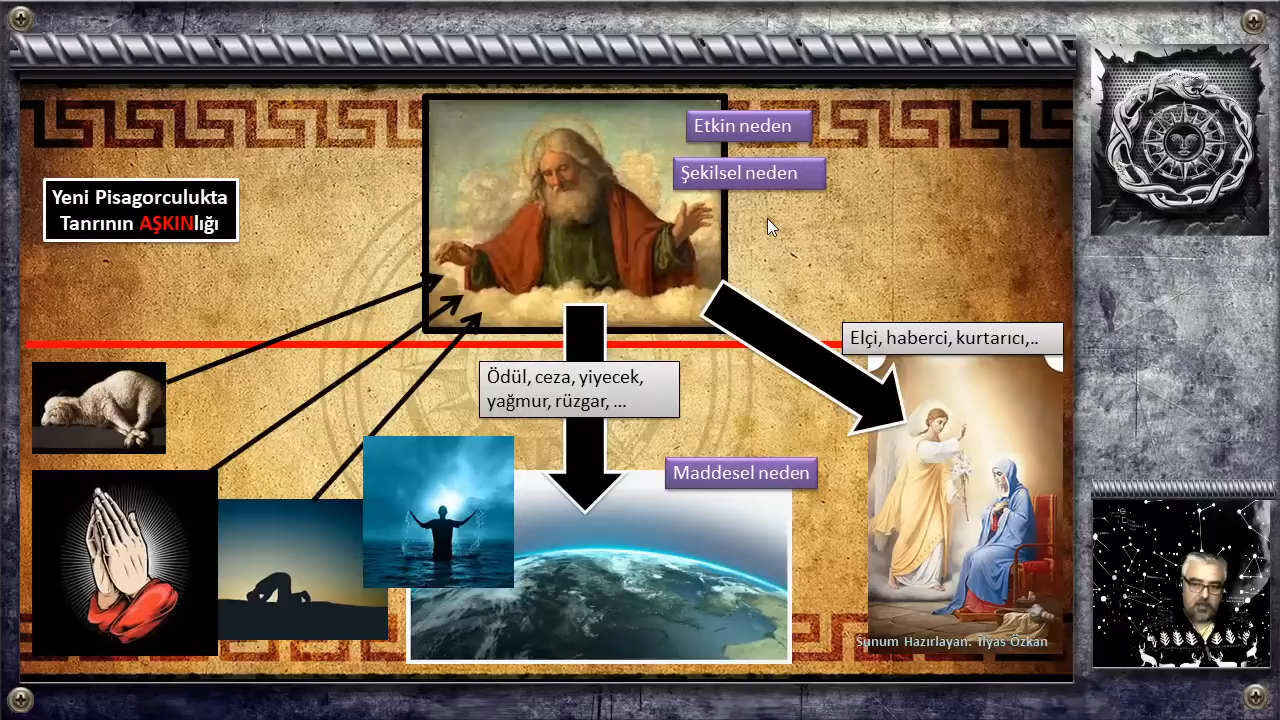 Etkin neden
Şekilsel neden
Yeni Pisagorculukta
Tanrının AŞKINlığı
Elçi, haberci, kurtarıcı,..
Ödül, ceza, yiyecek,
yağmur, rüzgar, ...
Maddesel neden
Sunum Hazırlayan: İlyas Özkan